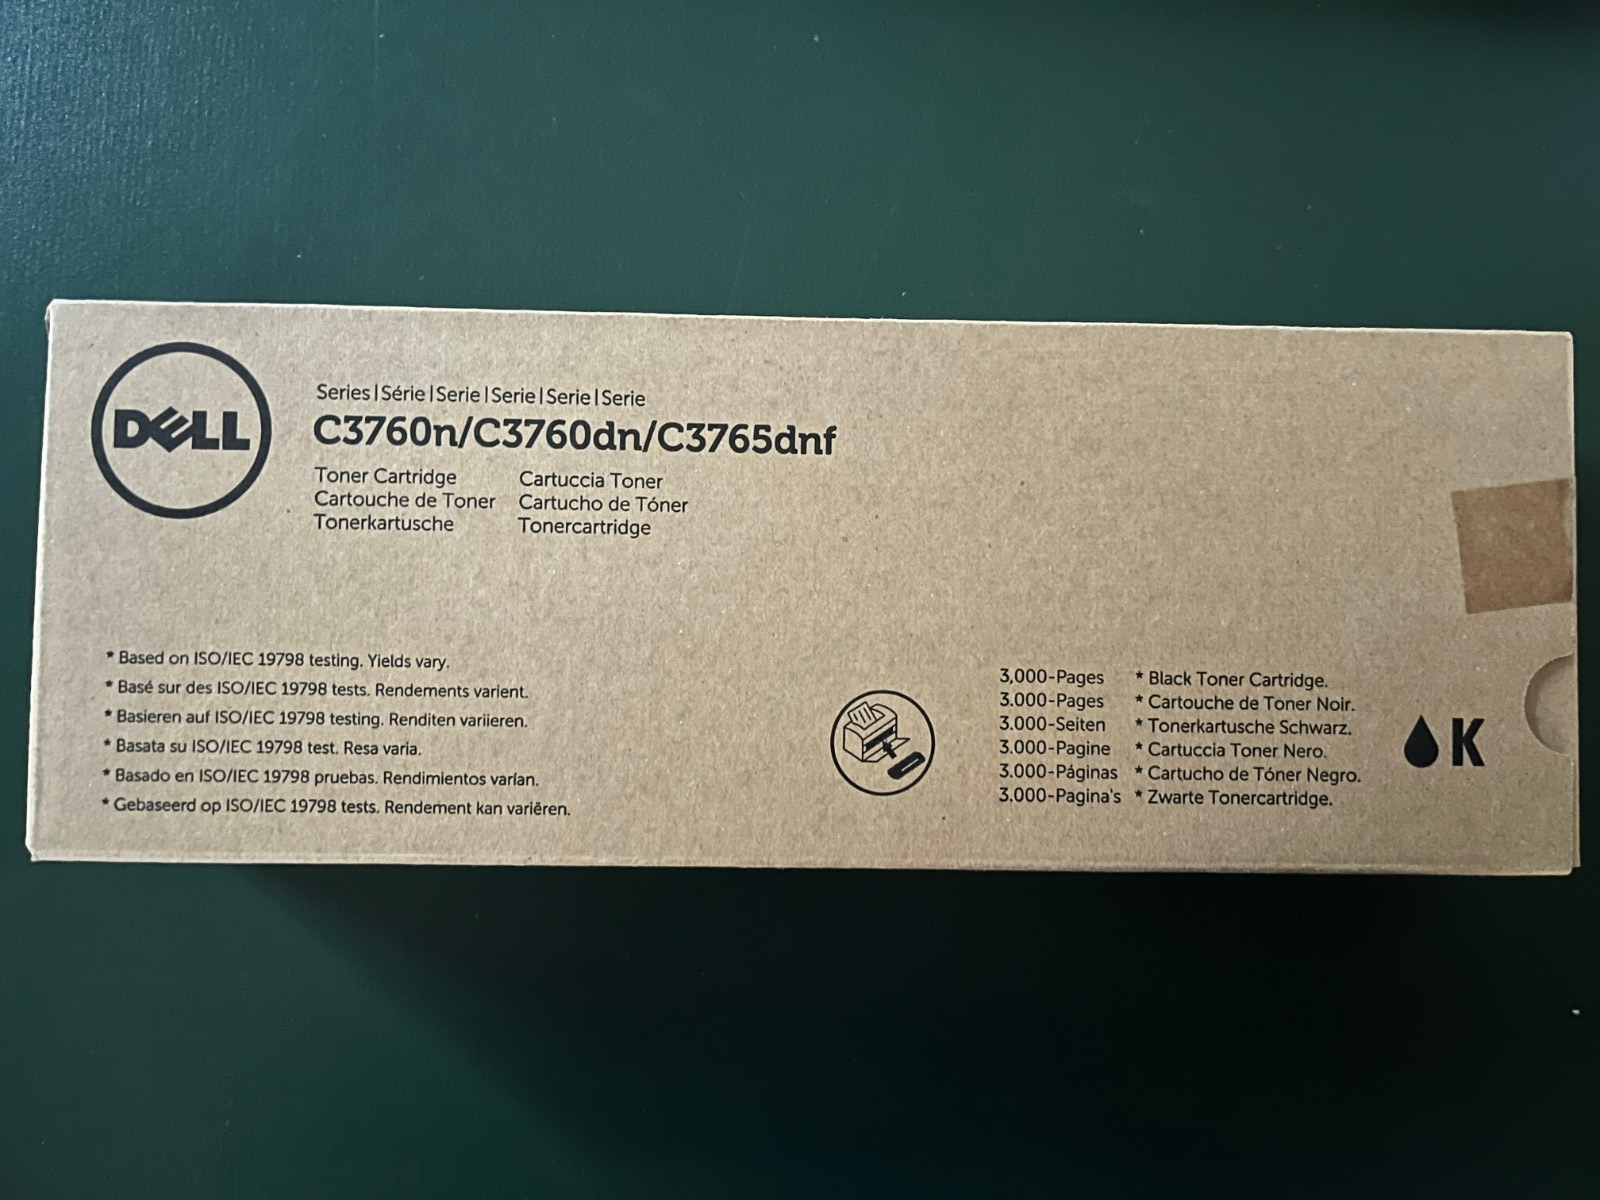 DELL
Series | Série | Serie | Serie | Serie | Serie
C3760n/C3760dn/C3765dnf
Toner Cartridge
Cartouche de Toner
Tonerkartusche
Cartuccia Toner
Cartucho de Tóner
Tonercartridge
* Based on ISO/IEC 19798 testing. Yields vary.
* Basé sur des ISO/IEC 19798 tests. Rendements varient.
* Basieren auf ISO/IEC 19798 testing. Renditen variieren.
* Basata su ISO/IEC 19798 test. Resa varia.
* Basado en ISO/IEC 19798 pruebas. Rendimientos varían.
* Gebaseerd op ISO/IEC 19798 tests. Rendement kan variëren.
3,000-Pages * Black Toner Cartridge.
3.000-Pages * Cartouche de Toner Noir.
3.000-Seiten * Tonerkartusche Schwarz.
3.000-Pagine * Cartuccia Toner Nero.
3.000-Páginas * Cartucho de Tóner Negro.
3.000-Pagina's * Zwarte Tonercartridge.
K